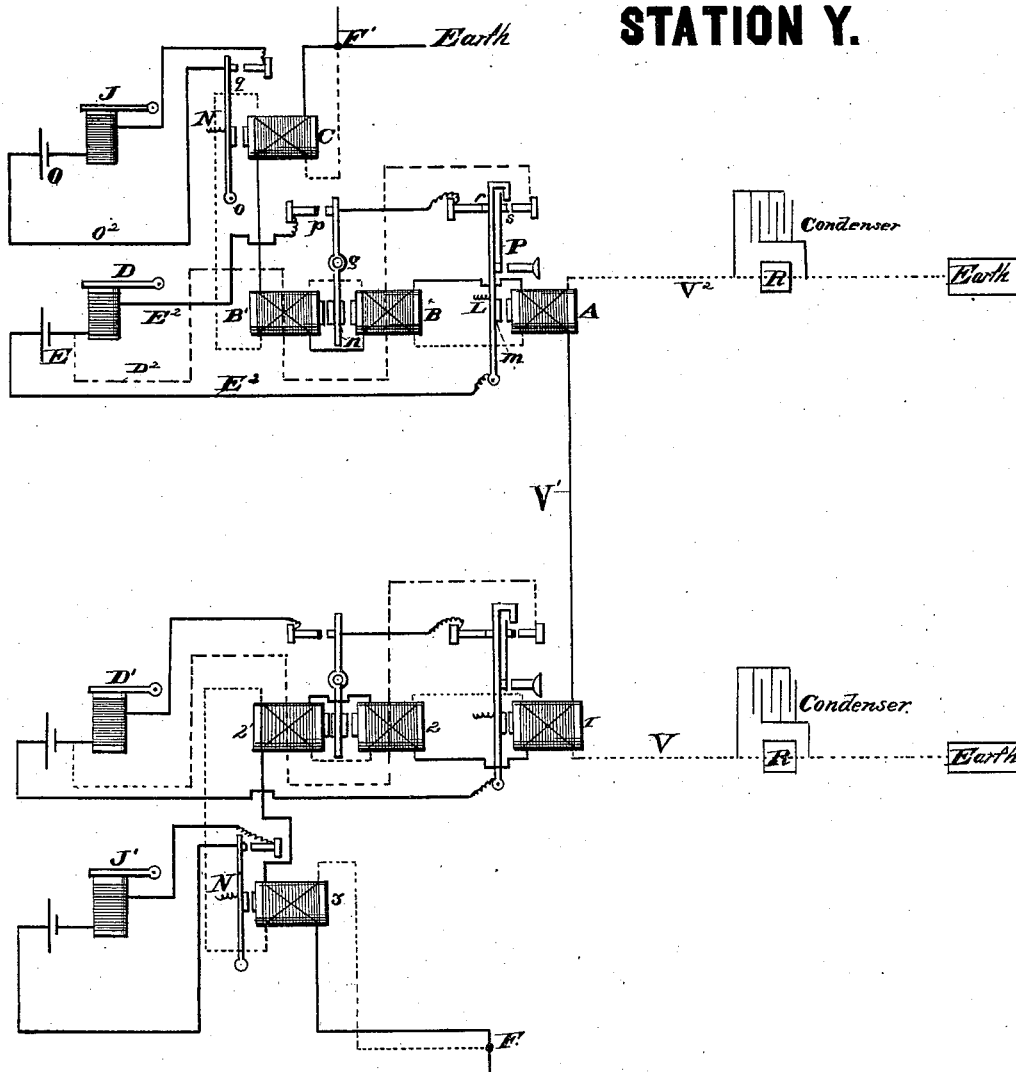 STATION Y.
F' Earth
J
q
N
C
O
o
O²
p
r
s
P
g
Condenser
D
V²
R
Earth
E²
B'
B
L
A
E
n
m
D²
E²
V'
D'
Condenser.
2'
2
1
V
R
Earth
J'
N'
3
F